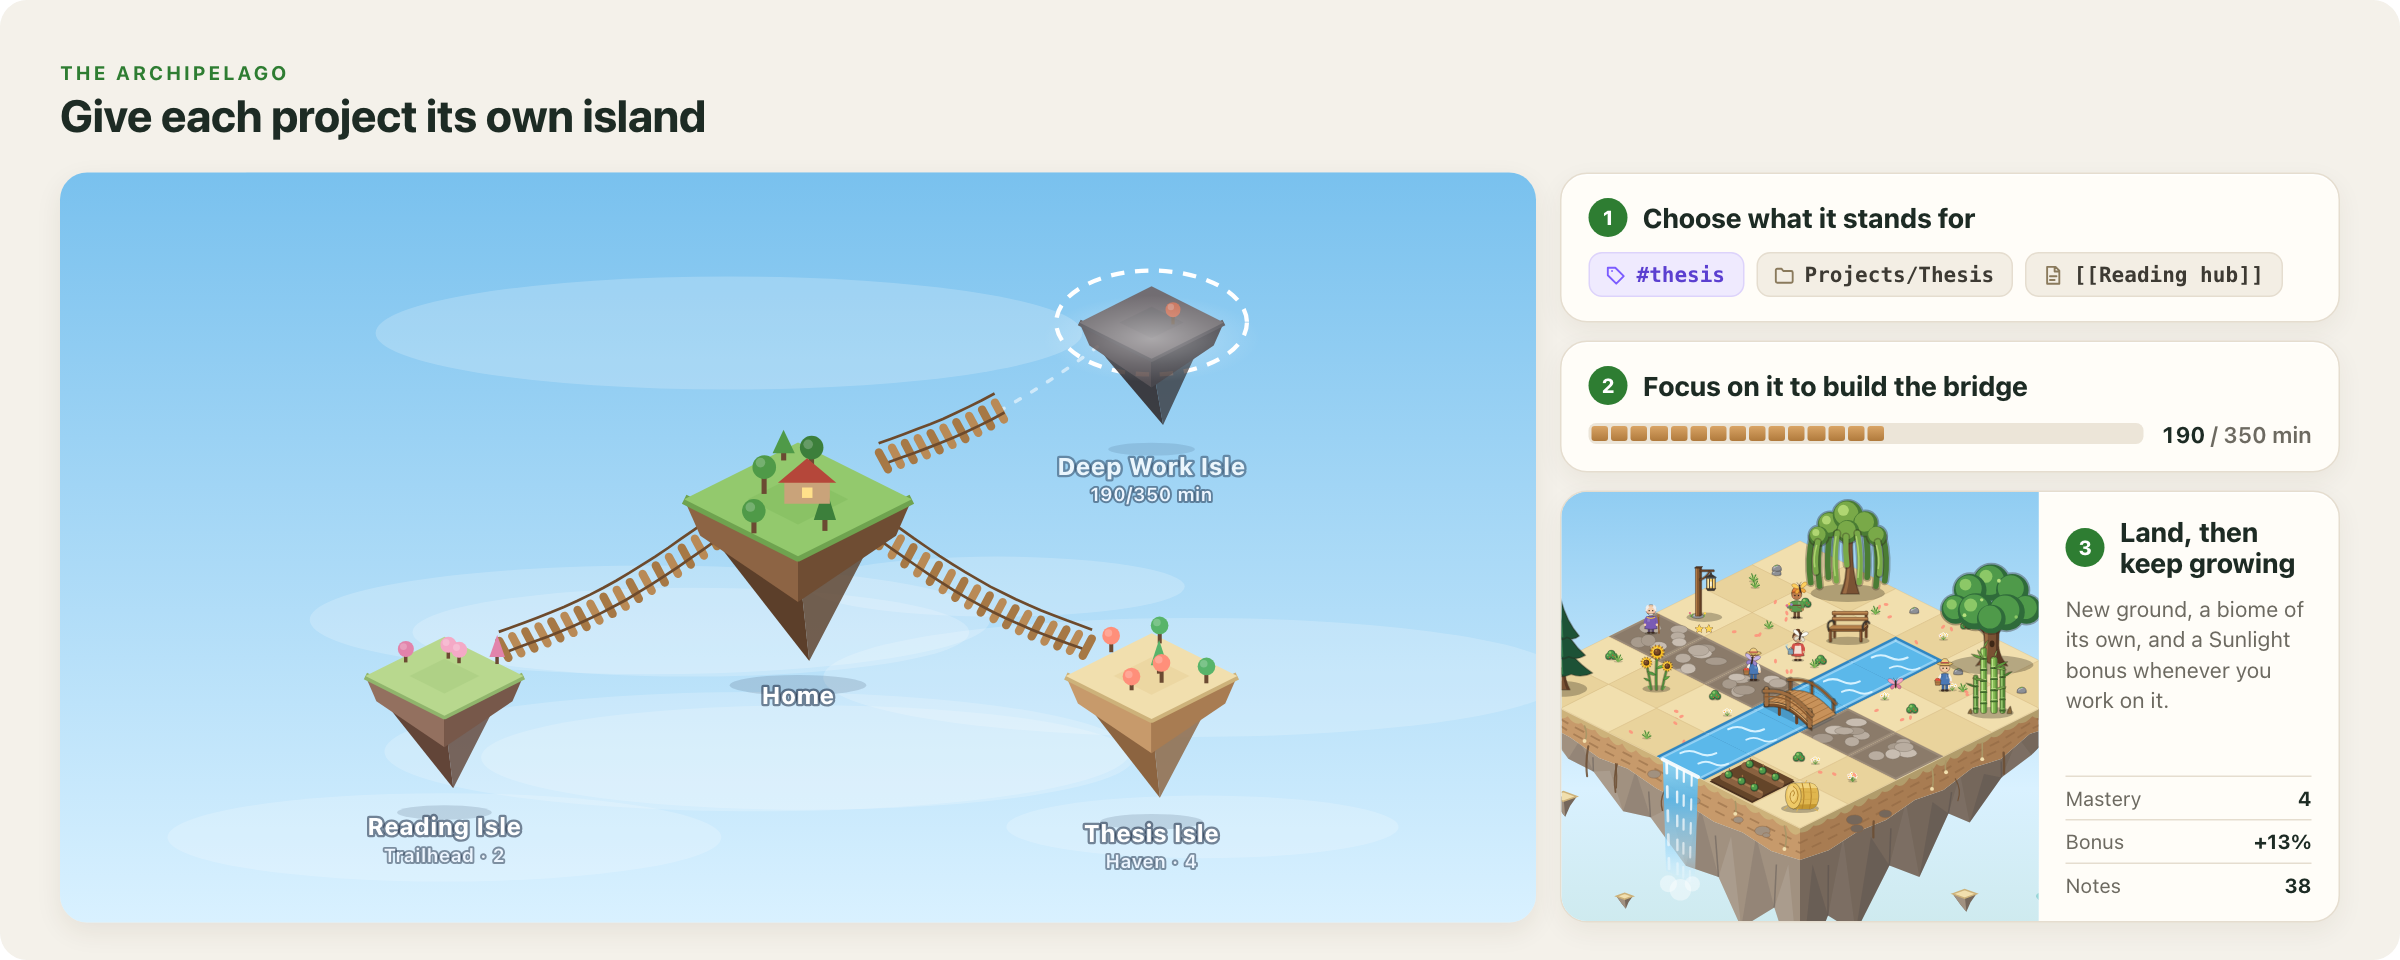 THE ARCHIPELAGO
Give each project its own island
Deep Work Isle
190/350 min
Home
Reading Isle
Trailhead · 2
Thesis Isle
Haven · 4
1
Choose what it stands for
#thesis
Projects/Thesis
[[Reading hub]]
2
Focus on it to build the bridge
190 / 350 min
3
Land, then
keep growing
New ground, a biome of
its own, and a Sunlight
bonus whenever you
work on it.
Mastery 4
Bonus +13%
Notes 38